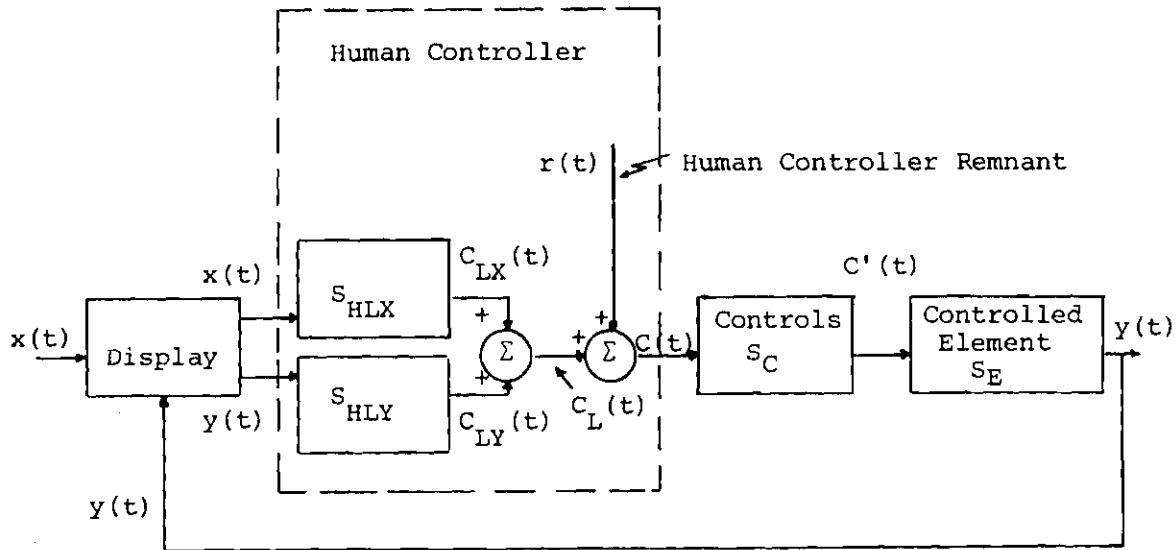 Human Controller
r(t)
Human Controller Remnant
x(t)
Display
x(t)
y(t)
S_HLX
S_HLY
C_LX(t)
C_LY(t)
+
+
Σ
C_L(t)
+
+
Σ
C(t)
Controls
S_C
C'(t)
Controlled
Element
S_E
y(t)
y(t)